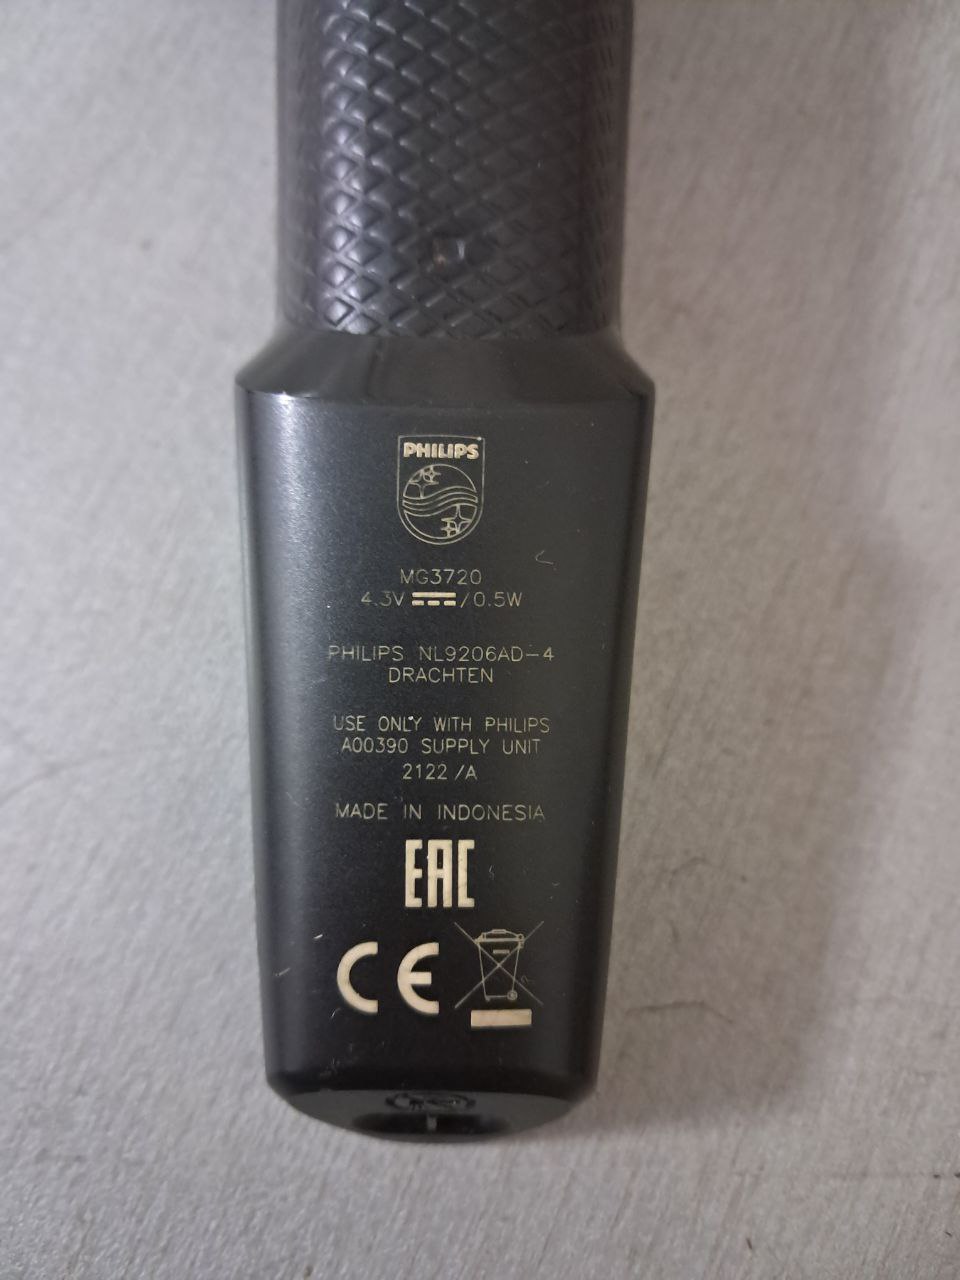 PHILIPS
MG3720
4.3V /0.5W
PHILIPS NL9206AD-4
DRACHTEN
USE ONLY WITH PHILIPS
A00390 SUPPLY UNIT
2122 /A
MADE IN INDONESIA
EAC
CE